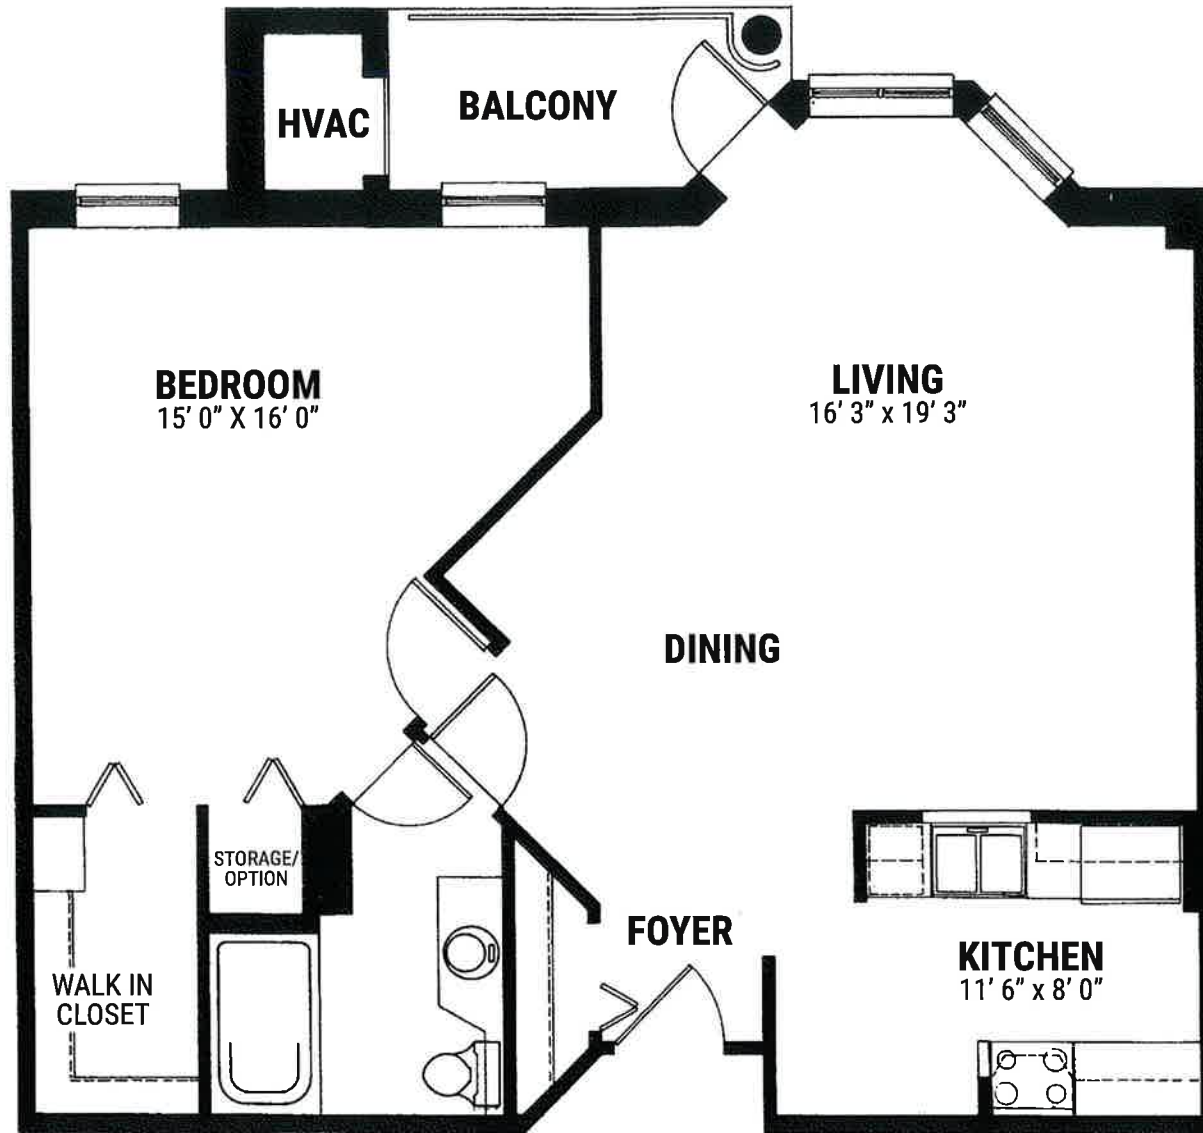 HVAC
BALCONY
BEDROOM
15' 0" X 16' 0"
LIVING
16' 3" x 19' 3"
DINING
STORAGE/
OPTION
FOYER
WALK IN
CLOSET
KITCHEN
11' 6" x 8' 0"